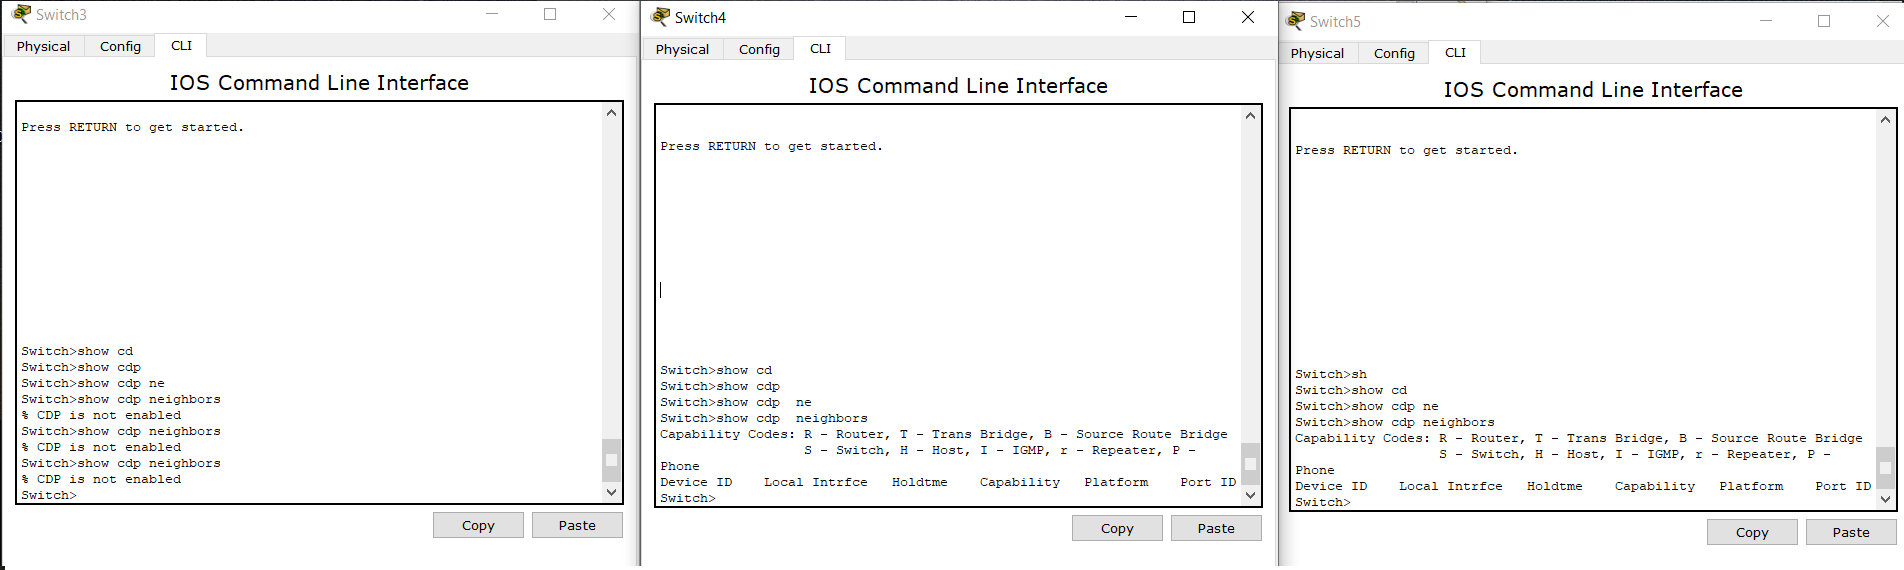 Switch3
Physical Config CLI
IOS Command Line Interface
Press RETURN to get started.
Switch>show cd
Switch>show cdp
Switch>show cdp ne
Switch>show cdp neighbors
% CDP is not enabled
Switch>show cdp neighbors
% CDP is not enabled
Switch>show cdp neighbors
% CDP is not enabled
Switch>
Copy Paste
Switch4
Physical Config CLI
IOS Command Line Interface
Press RETURN to get started.
Switch>show cd
Switch>show cdp
Switch>show cdp  ne
Switch>show cdp  neighbors
Capability Codes: R - Router, T - Trans Bridge, B - Source Route Bridge
                  S - Switch, H - Host, I - IGMP, r - Repeater, P -
Phone
Device ID    Local Intrfce   Holdtme    Capability   Platform    Port ID
Switch>
Copy Paste
Switch5
Physical Config CLI
IOS Command Line Interface
Press RETURN to get started.
Switch>sh
Switch>show cd
Switch>show cdp ne
Switch>show cdp neighbors
Capability Codes: R - Router, T - Trans Bridge, B - Source Route Bridge
                  S - Switch, H - Host, I - IGMP, r - Repeater, P -
Phone
Device ID    Local Intrfce   Holdtme    Capability   Platform    Port ID
Switch>
Copy Paste